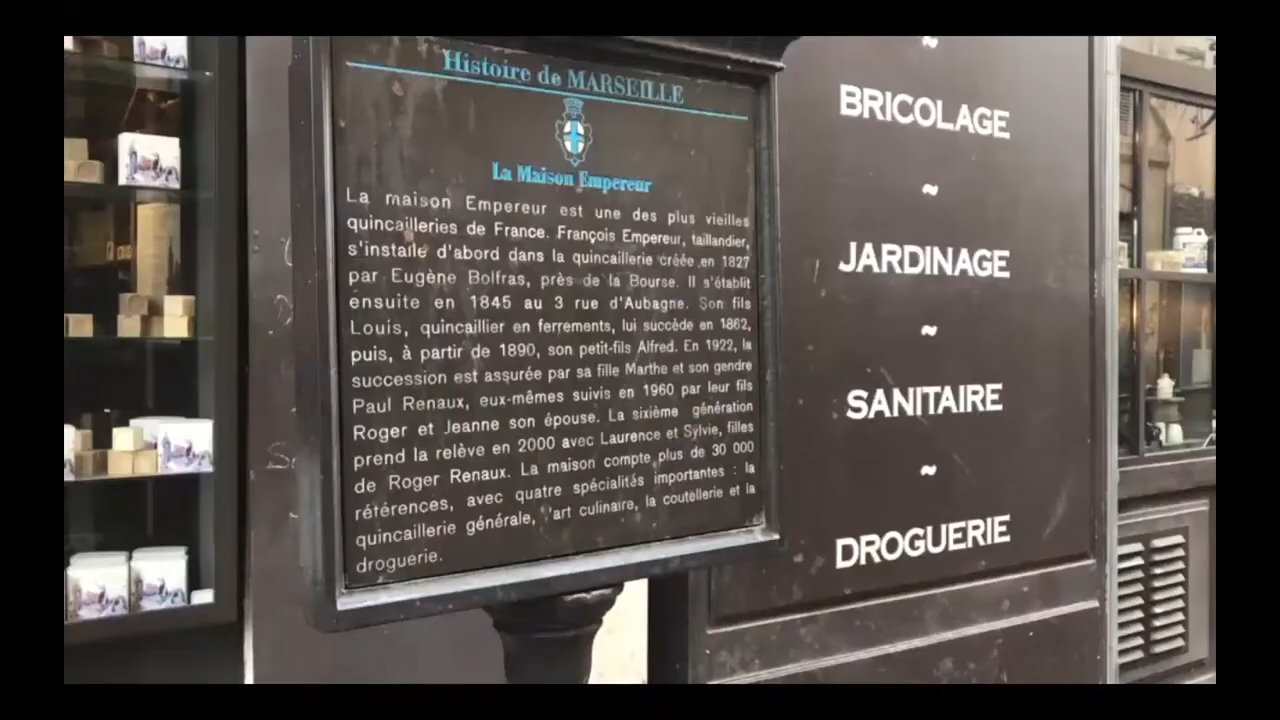 Histoire de MARSEILLE
La Maison Empereur
La maison Empereur est une des plus vieilles
quincailleries de France. François Empereur, taillandier,
s'installe d'abord dans la quincaillerie créée en 1827
par Eugène Bolfras, près de la Bourse. Il s'établit
ensuite en 1845 au 3 rue d'Aubagne. Son fils
Louis, quincaillier en ferrements, lui succède en 1862,
puis, à partir de 1890, son petit-fils Alfred. En 1922, la
succession est assurée par sa fille Marthe et son gendre
Paul Renaux, eux-mêmes suivis en 1960 par leur fils
Roger et Jeanne son épouse. La sixième génération
prend la relève en 2000 avec Laurence et Sylvie, filles
de Roger Renaux. La maison compte plus de 30 000
références, avec quatre spécialités importantes : la
quincaillerie générale, 'art culinaire, la coutellerie et la
droguerie.
~
BRICOLAGE
~
JARDINAGE
~
SANITAIRE
~
DROGUERIE